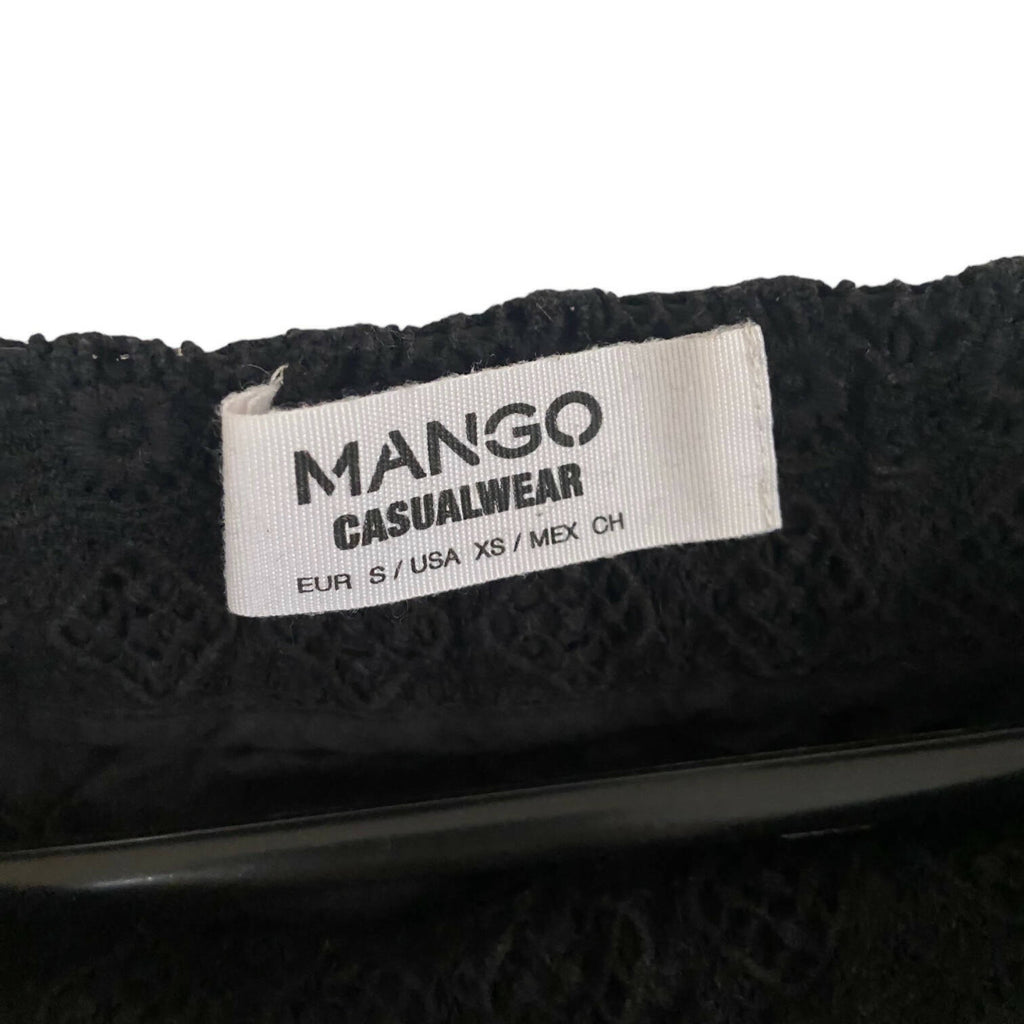 MANGO
CASUALWEAR
EUR S / USA XS / MEX CH